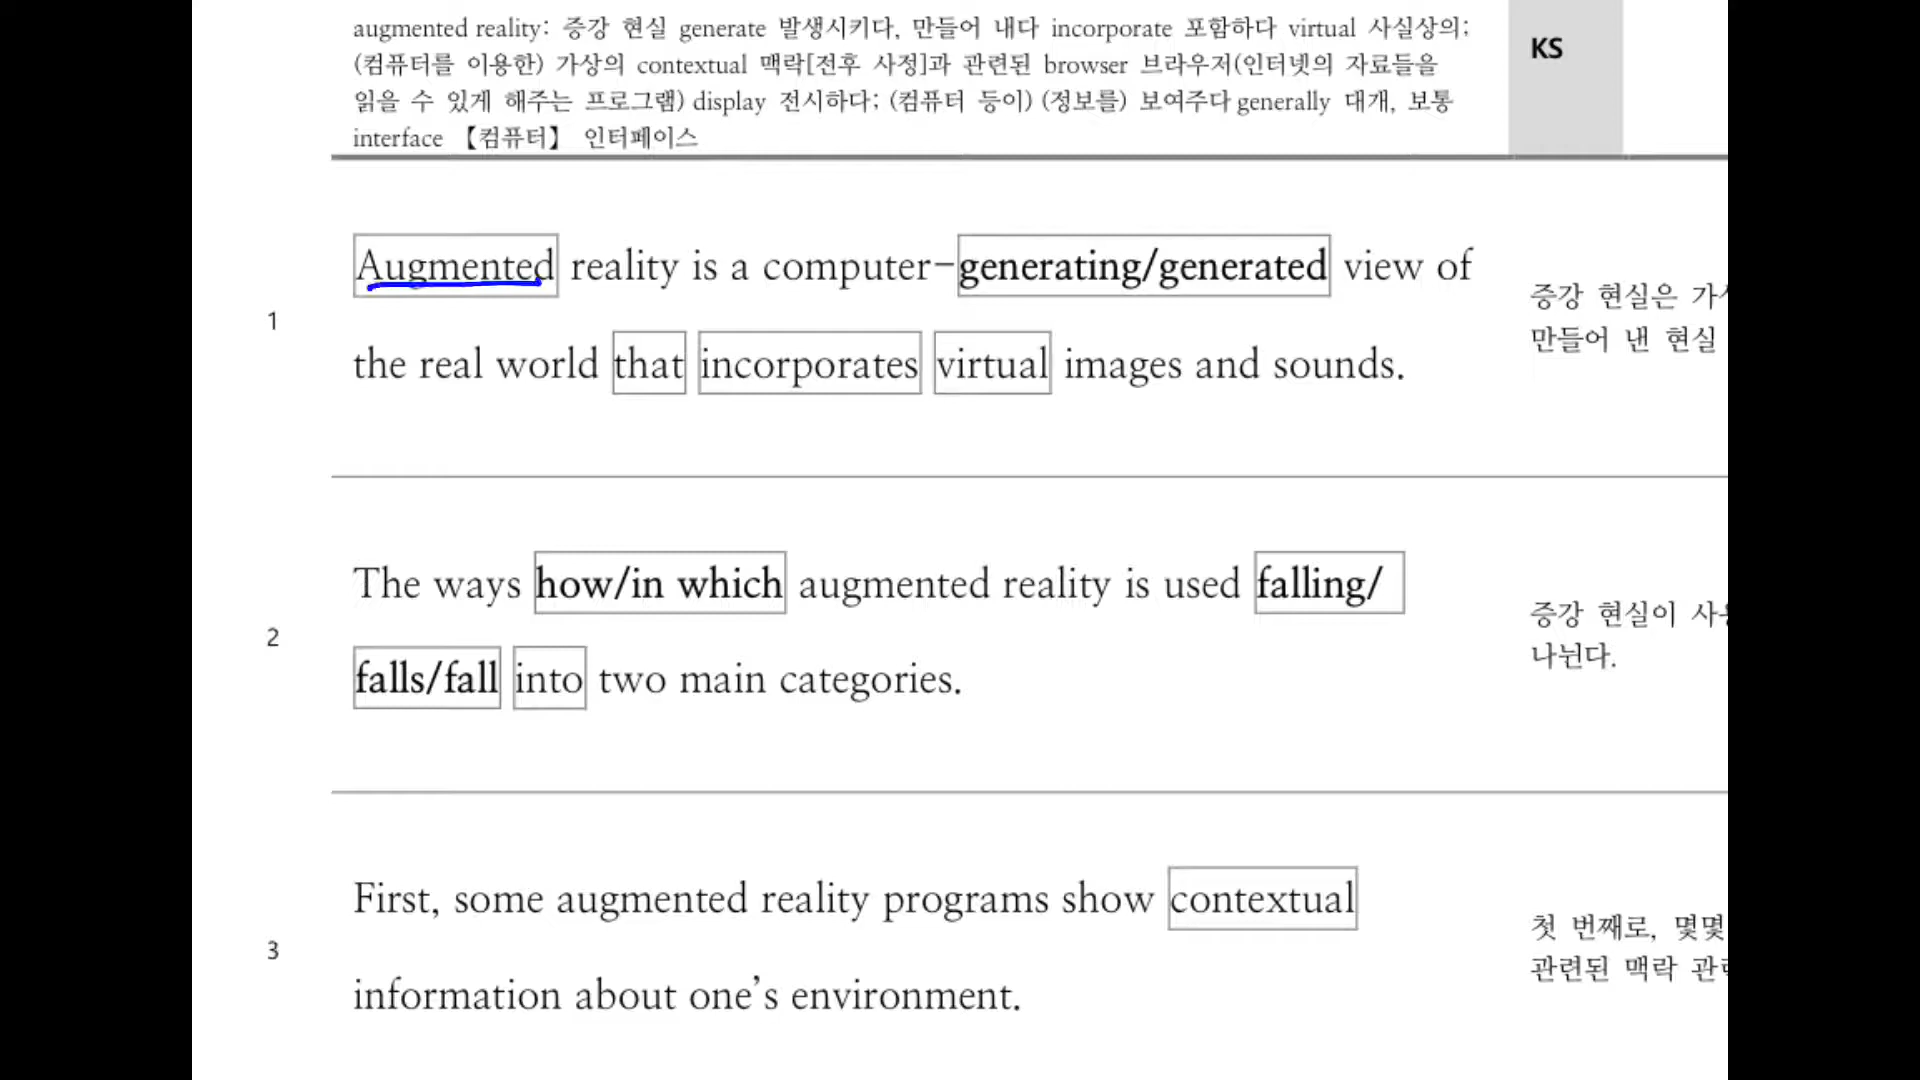 augmented reality: 증강 현실 generate 발생시키다, 만들어 내다 incorporate 포함하다 virtual 사실상의;
(컴퓨터를 이용한) 가상의 contextual 맥락[전후 사정]과 관련된 browser 브라우저(인터넷의 자료들을
읽을 수 있게 해주는 프로그램) display 전시하다; (컴퓨터 등이) (정보를) 보여주다 generally 대개, 보통
interface 【컴퓨터】 인터페이스
KS
1
Augmented reality is a computer-generating/generated view of
the real world that incorporates virtual images and sounds.
증강 현실은
만들어 낸 현실
2
The ways how/in which augmented reality is used falling/
falls/fall into two main categories.
증강 현실이
나뉜다.
3
First, some augmented reality programs show contextual
information about one's environment.
첫 번째로, 몇몇
관련된 맥락